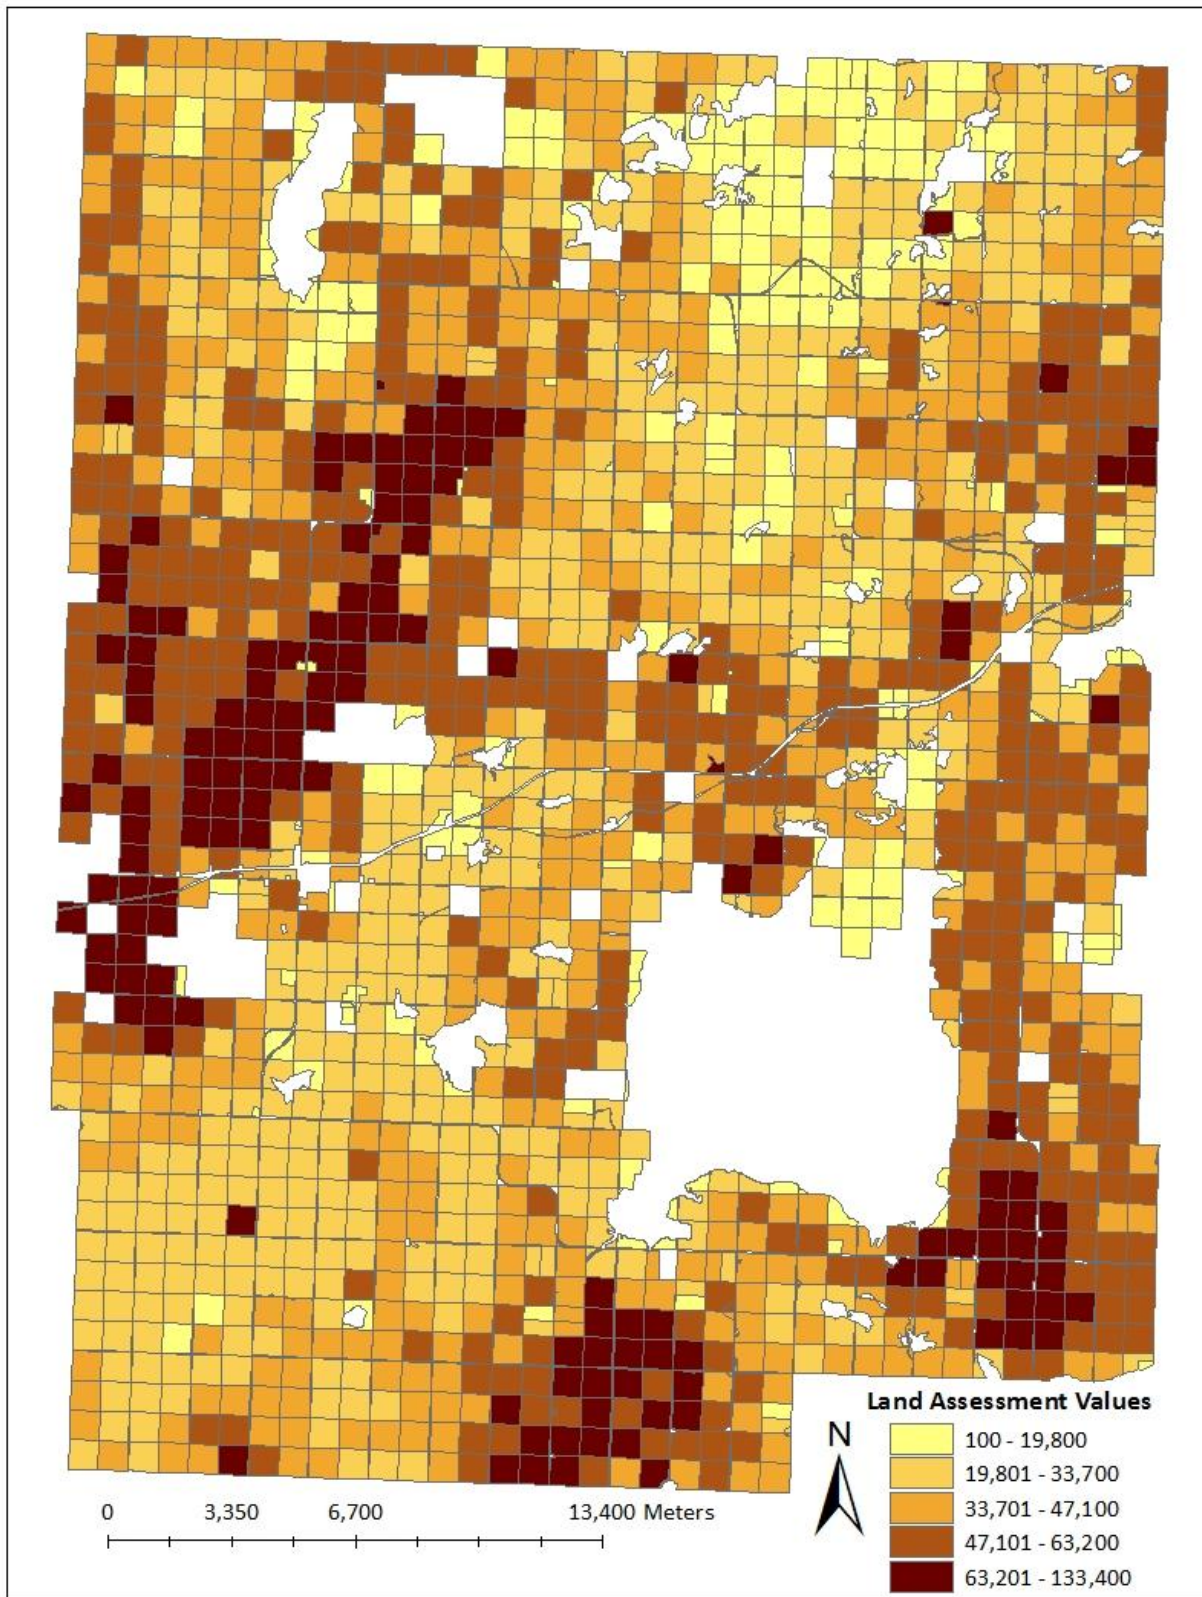 Land Assessment Values
N
100 - 19,800
19,801 - 33,700
33,701 - 47,100
47,101 - 63,200
63,201 - 133,400
0 3,350 6,700 13,400 Meters